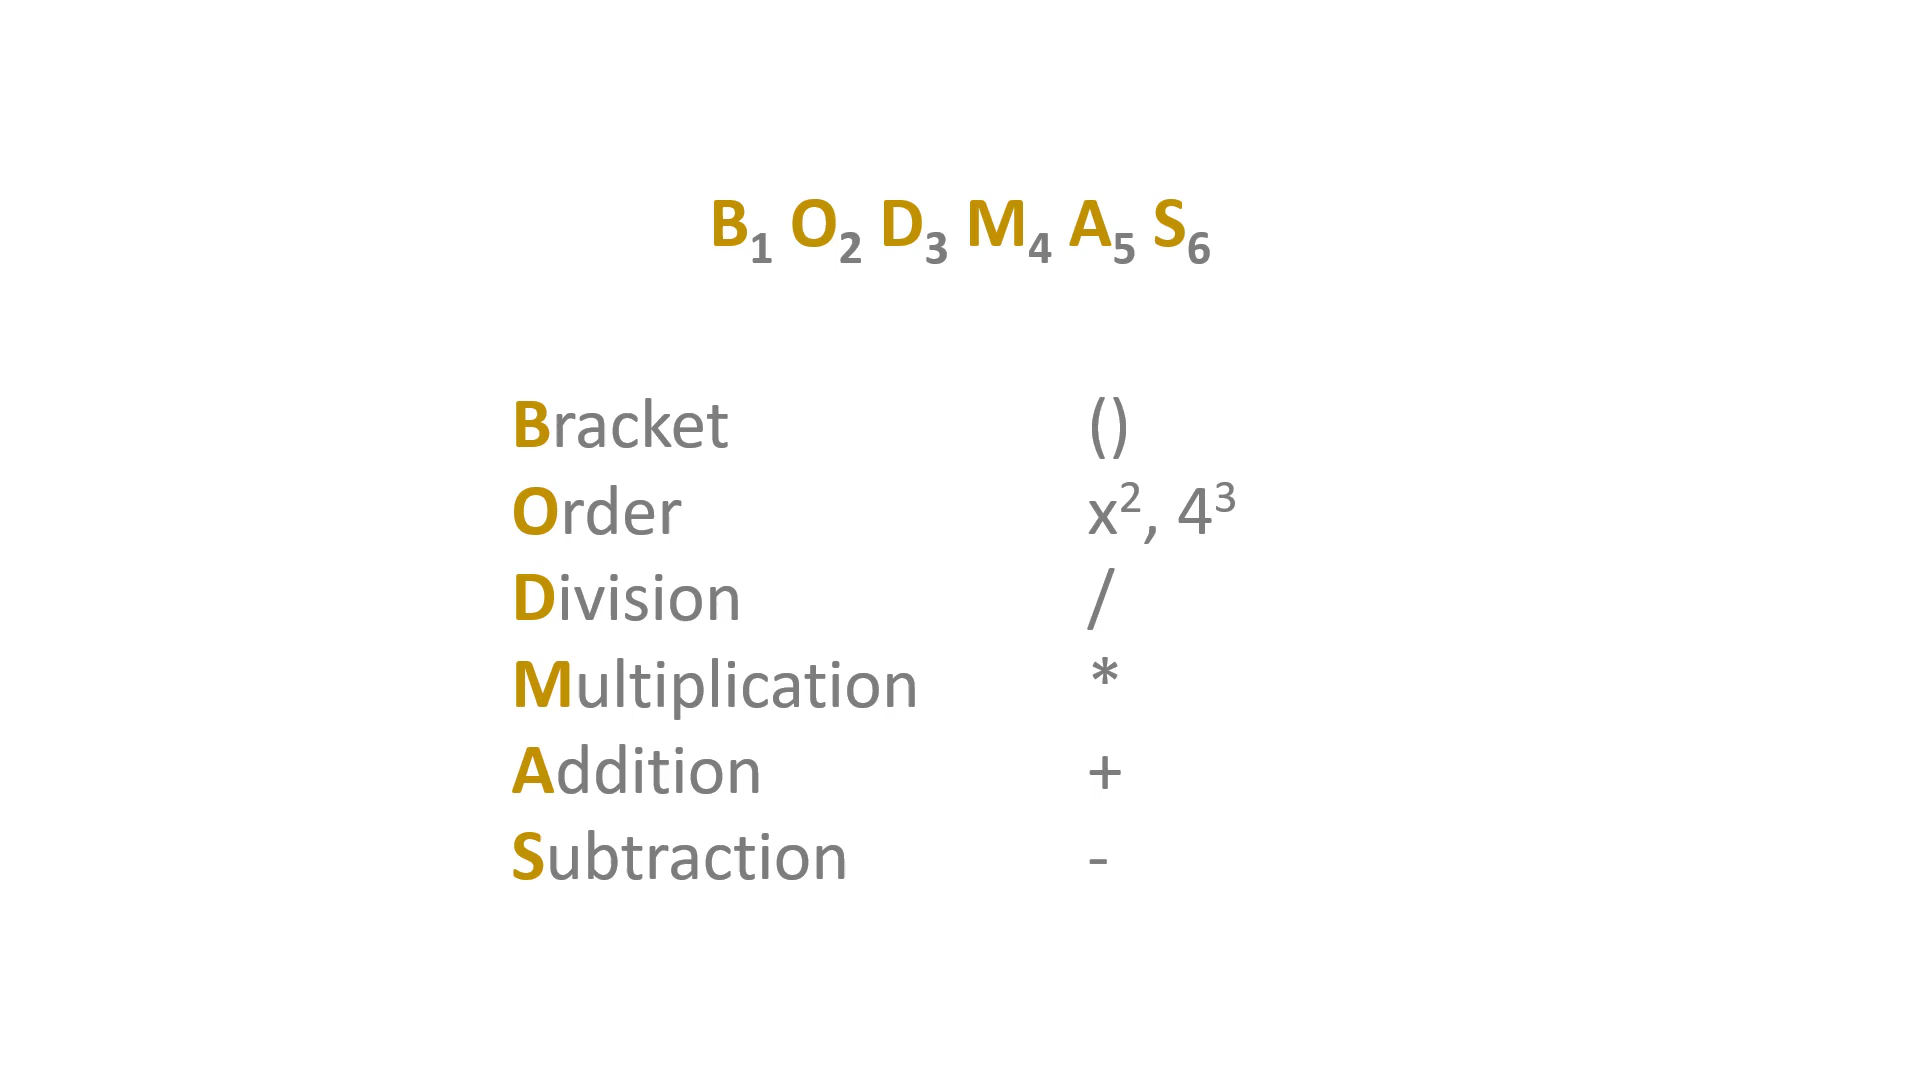 B₁ O₂ D₃ M₄ A₅ S₆
Bracket ()
Order x², 4³
Division /
Multiplication *
Addition +
Subtraction -